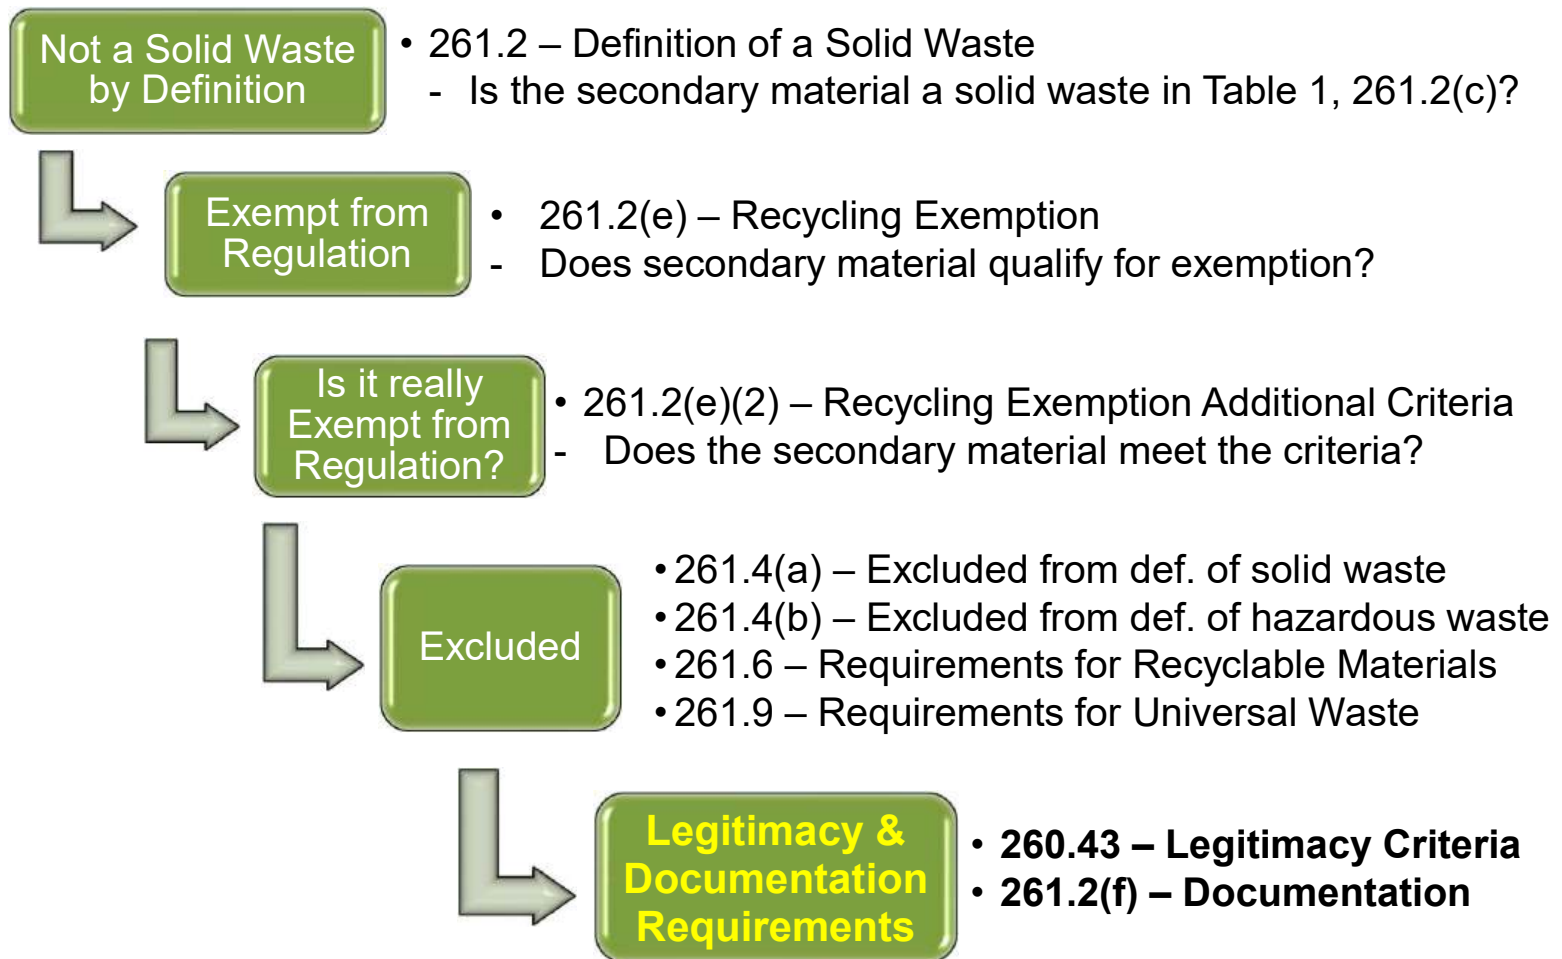 Not a Solid Waste
by Definition
• 261.2 – Definition of a Solid Waste
- Is the secondary material a solid waste in Table 1, 261.2(c)?
Exempt from
Regulation
• 261.2(e) – Recycling Exemption
- Does secondary material qualify for exemption?
Is it really
Exempt from
Regulation?
• 261.2(e)(2) – Recycling Exemption Additional Criteria
- Does the secondary material meet the criteria?
Excluded
• 261.4(a) – Excluded from def. of solid waste
• 261.4(b) – Excluded from def. of hazardous waste
• 261.6 – Requirements for Recyclable Materials
• 261.9 – Requirements for Universal Waste
Legitimacy &
Documentation
Requirements
• 260.43 – Legitimacy Criteria
• 261.2(f) – Documentation